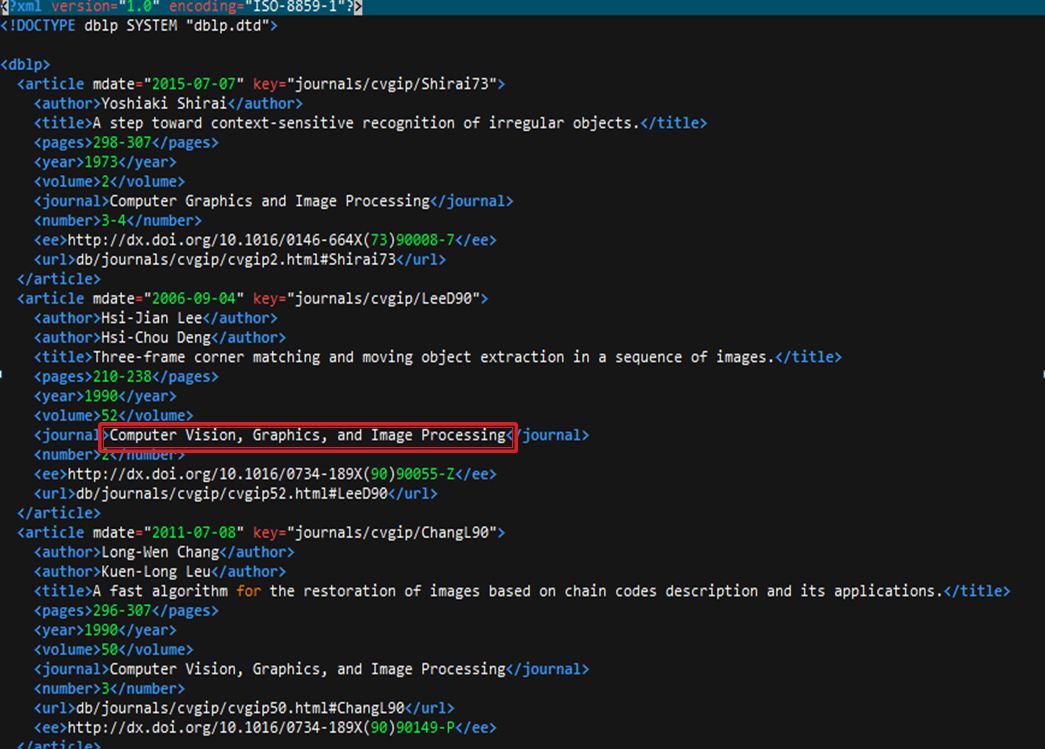 <?xml version="1.0" encoding="ISO-8859-1"?>
<!DOCTYPE dblp SYSTEM "dblp.dtd">
<dblp>
<article mdate="2015-07-07" key="journals/cvgip/Shirai73">
<author>Yoshiaki Shirai</author>
<title>A step toward context-sensitive recognition of irregular objects.</title>
<pages>298-307</pages>
<year>1973</year>
<volume>2</volume>
<journal>Computer Graphics and Image Processing</journal>
<number>3-4</number>
<ee>http://dx.doi.org/10.1016/0146-664X(73)90008-7</ee>
<url>db/journals/cvgip/cvgip2.html#Shirai73</url>
</article>
<article mdate="2006-09-04" key="journals/cvgip/LeeD90">
<author>Hsi-Jian Lee</author>
<author>Hsi-Chou Deng</author>
<title>Three-frame corner matching and moving object extraction in a sequence of images.</title>
<pages>210-238</pages>
<year>1990</year>
<volume>52</volume>
<journal>Computer Vision, Graphics, and Image Processing</journal>
<number>2</number>
<ee>http://dx.doi.org/10.1016/0734-189X(90)90055-Z</ee>
<url>db/journals/cvgip/cvgip52.html#LeeD90</url>
</article>
<article mdate="2011-07-08" key="journals/cvgip/ChangL90">
<author>Long-Wen Chang</author>
<author>Kuen-Long Leu</author>
<title>A fast algorithm for the restoration of images based on chain codes description and its applications.</title>
<pages>296-307</pages>
<year>1990</year>
<volume>50</volume>
<journal>Computer Vision, Graphics, and Image Processing</journal>
<number>3</number>
<url>db/journals/cvgip/cvgip50.html#ChangL90</url>
<ee>http://dx.doi.org/10.1016/0734-189X(90)90149-P</ee>
</article>